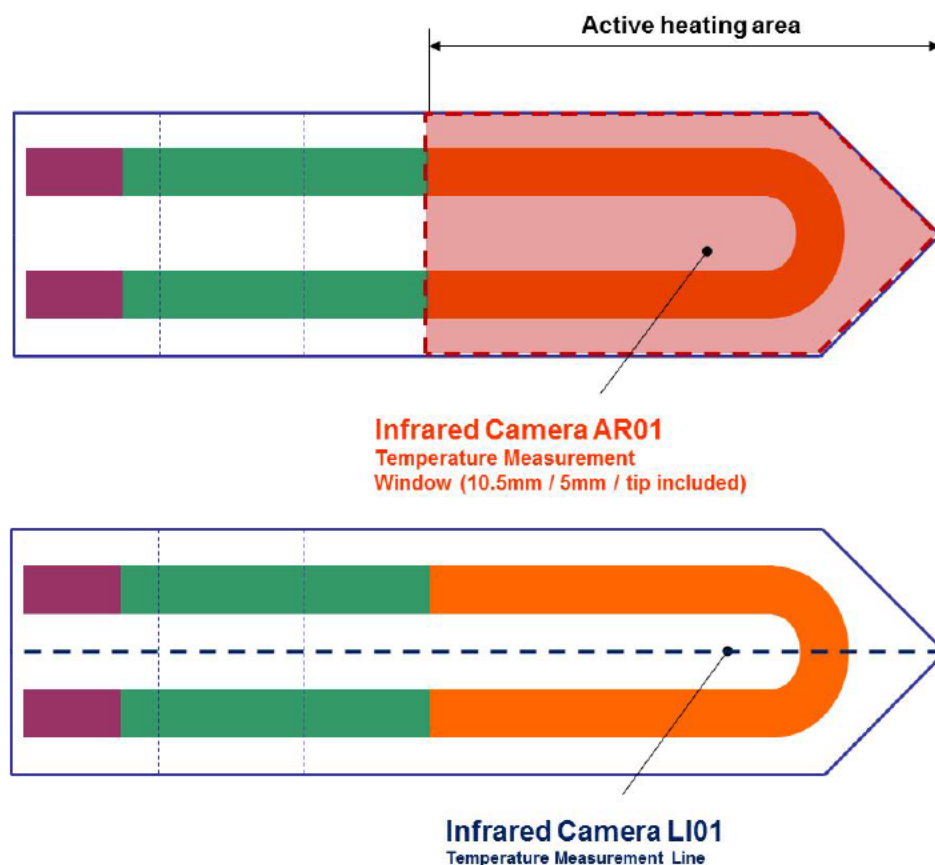 Active heating area
Infrared Camera AR01
Temperature Measurement
Window (10.5mm / 5mm / tip included)
Infrared Camera LI01
Temperature Measurement Line